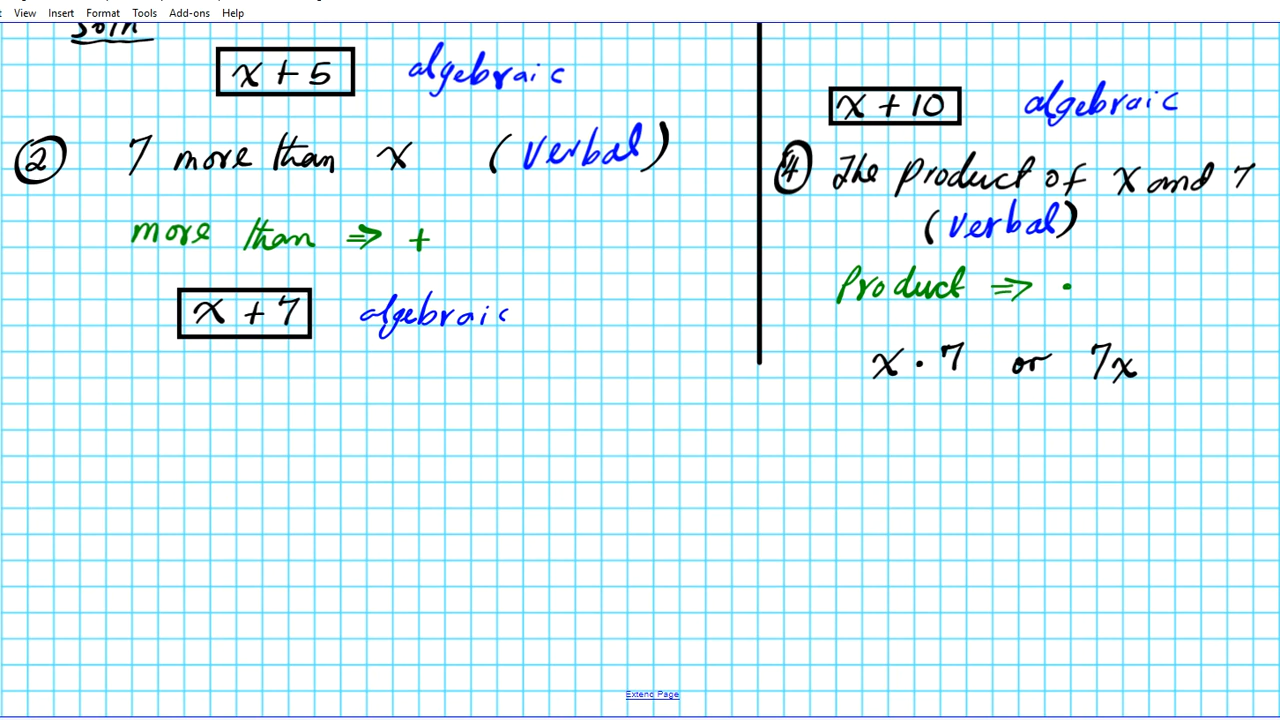 View Insert Format Tools Add-ons Help
Soln
x + 5 algebraic
② 7 more than x (verbal)
more than ⇒ +
x + 7 algebraic
x + 10 algebraic
④ The product of x and 7
(verbal)
Product ⇒ ·
x · 7 or 7x
Extend Page